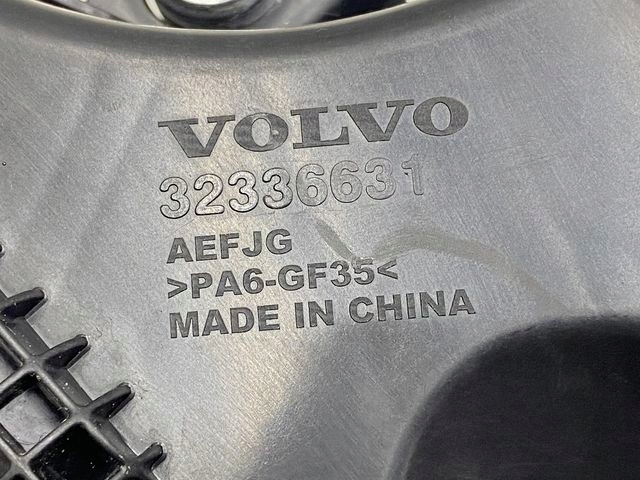 VOLVO
32336631
AEFJG
>PA6-GF35<
MADE IN CHINA